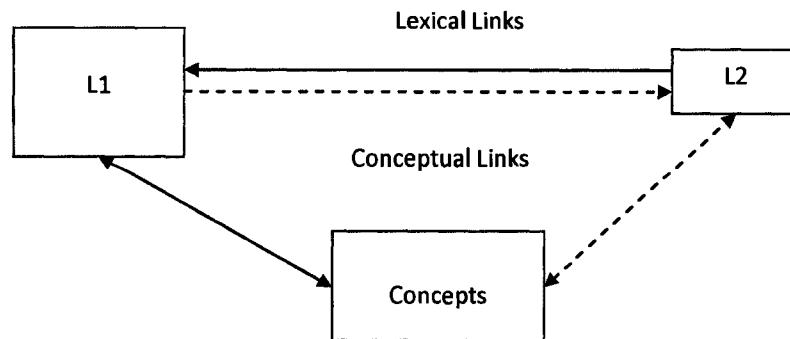 Lexical Links
L1
L2
Conceptual Links
Concepts